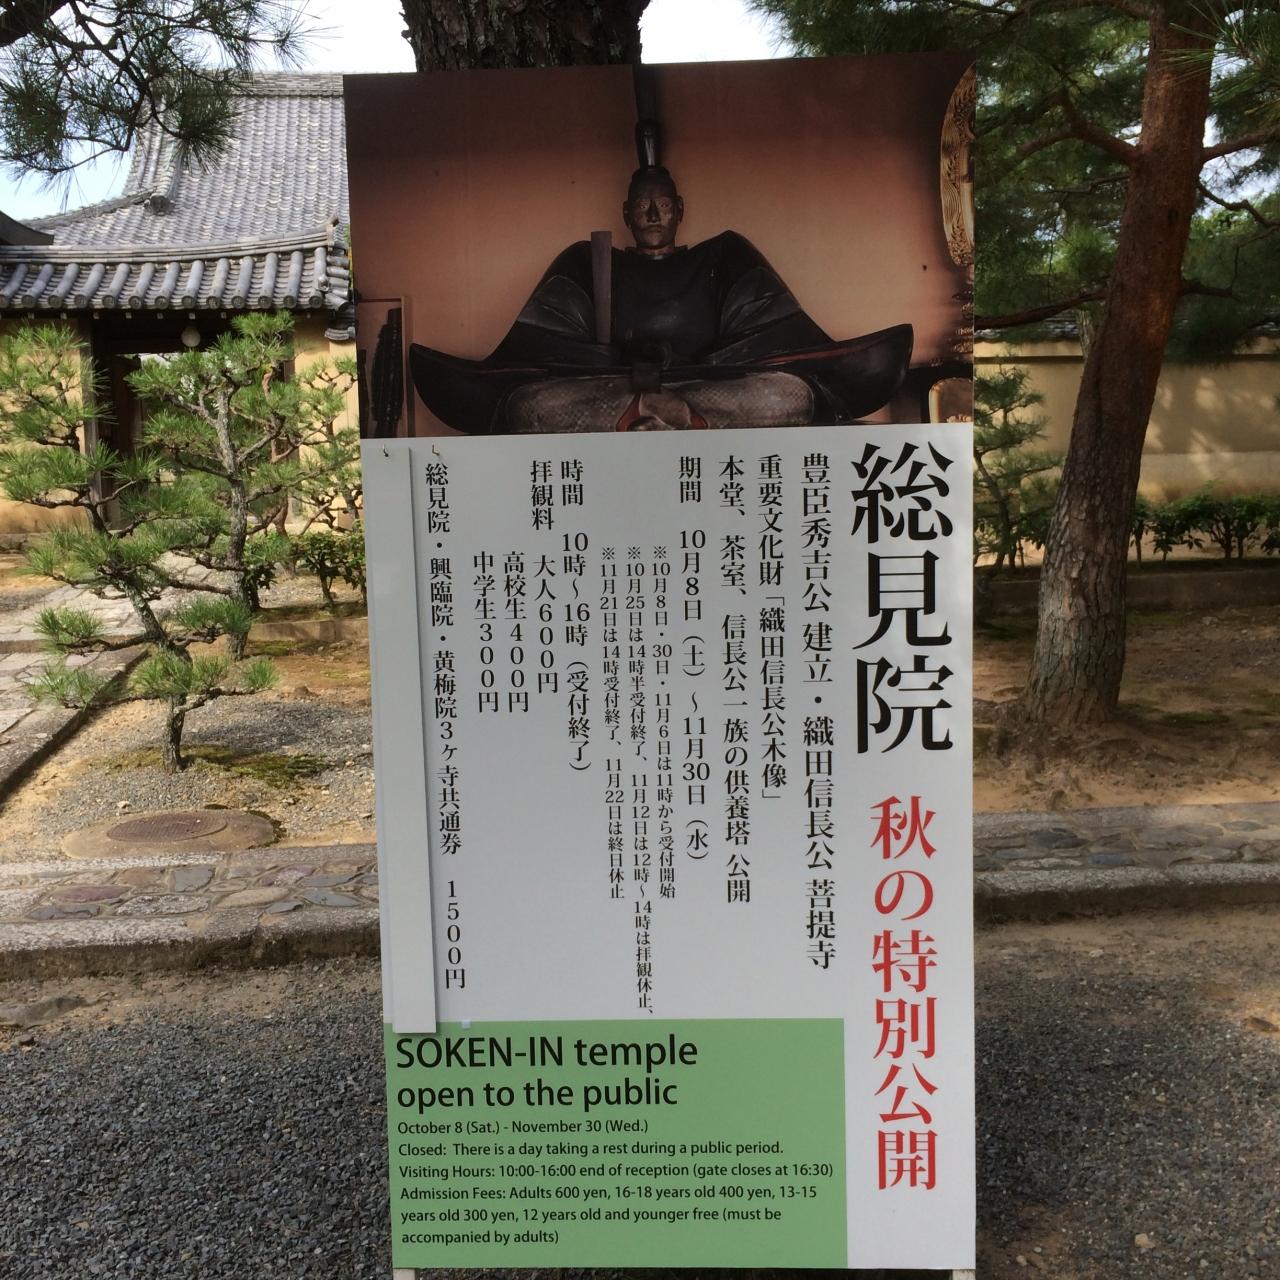 総見院 秋の特別公開
豊臣秀吉公 建立・織田信長公 菩提寺
重要文化財「織田信長公木像」
本堂、茶室、信長公一族の供養塔 公開
期間 10月8日（土）～11月30日（水）
※10月8日・30日・11月6日は11時から受付開始
※10月25日は14時半受付終了、11月12日は12時～14時は拝観休止、
※11月21日は14時受付終了、11月22日は終日休止
時間 10時～16時（受付終了）
拝観料 大人600円
高校生400円
中学生300円
総見院・興臨院・黄梅院3ヶ寺共通券 1500円
SOKEN-IN temple
open to the public
October 8 (Sat.) - November 30 (Wed.)
Closed: There is a day taking a rest during a public period.
Visiting Hours: 10:00-16:00 end of reception (gate closes at 16:30)
Admission Fees: Adults 600 yen, 16-18 years old 400 yen, 13-15
years old 300 yen, 12 years old and younger free (must be
accompanied by adults)